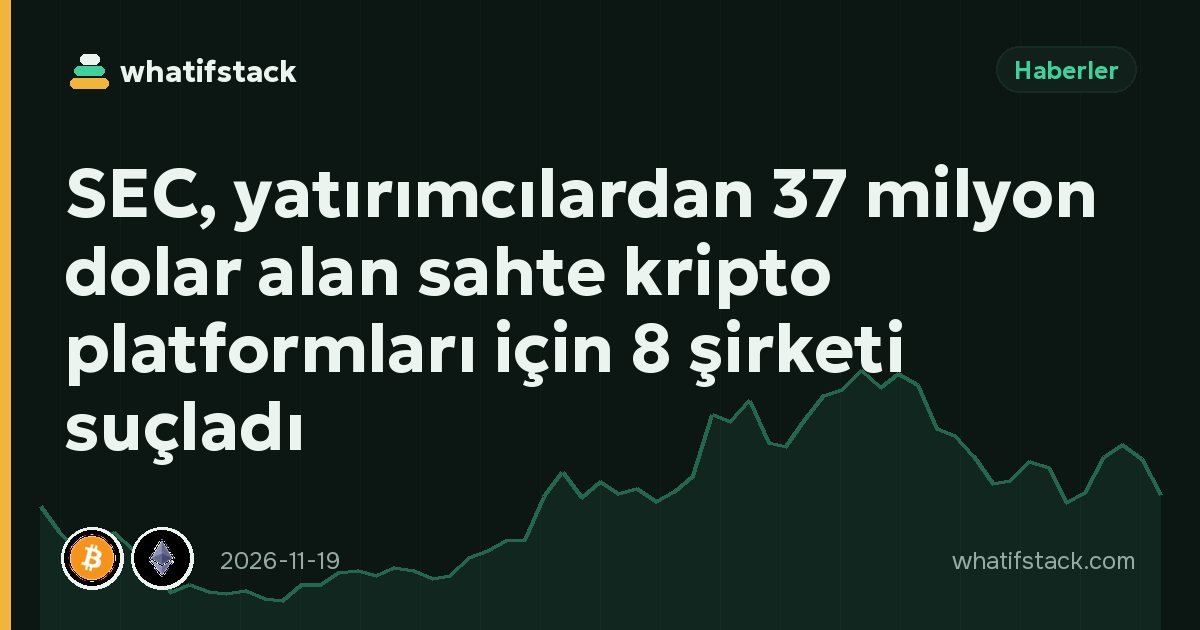 whatifstack
Haberler
SEC, yatırımcılardan 37 milyon
dolar alan sahte kripto
platformları için 8 şirketi
suçladı
2026-11-19
whatifstack.com